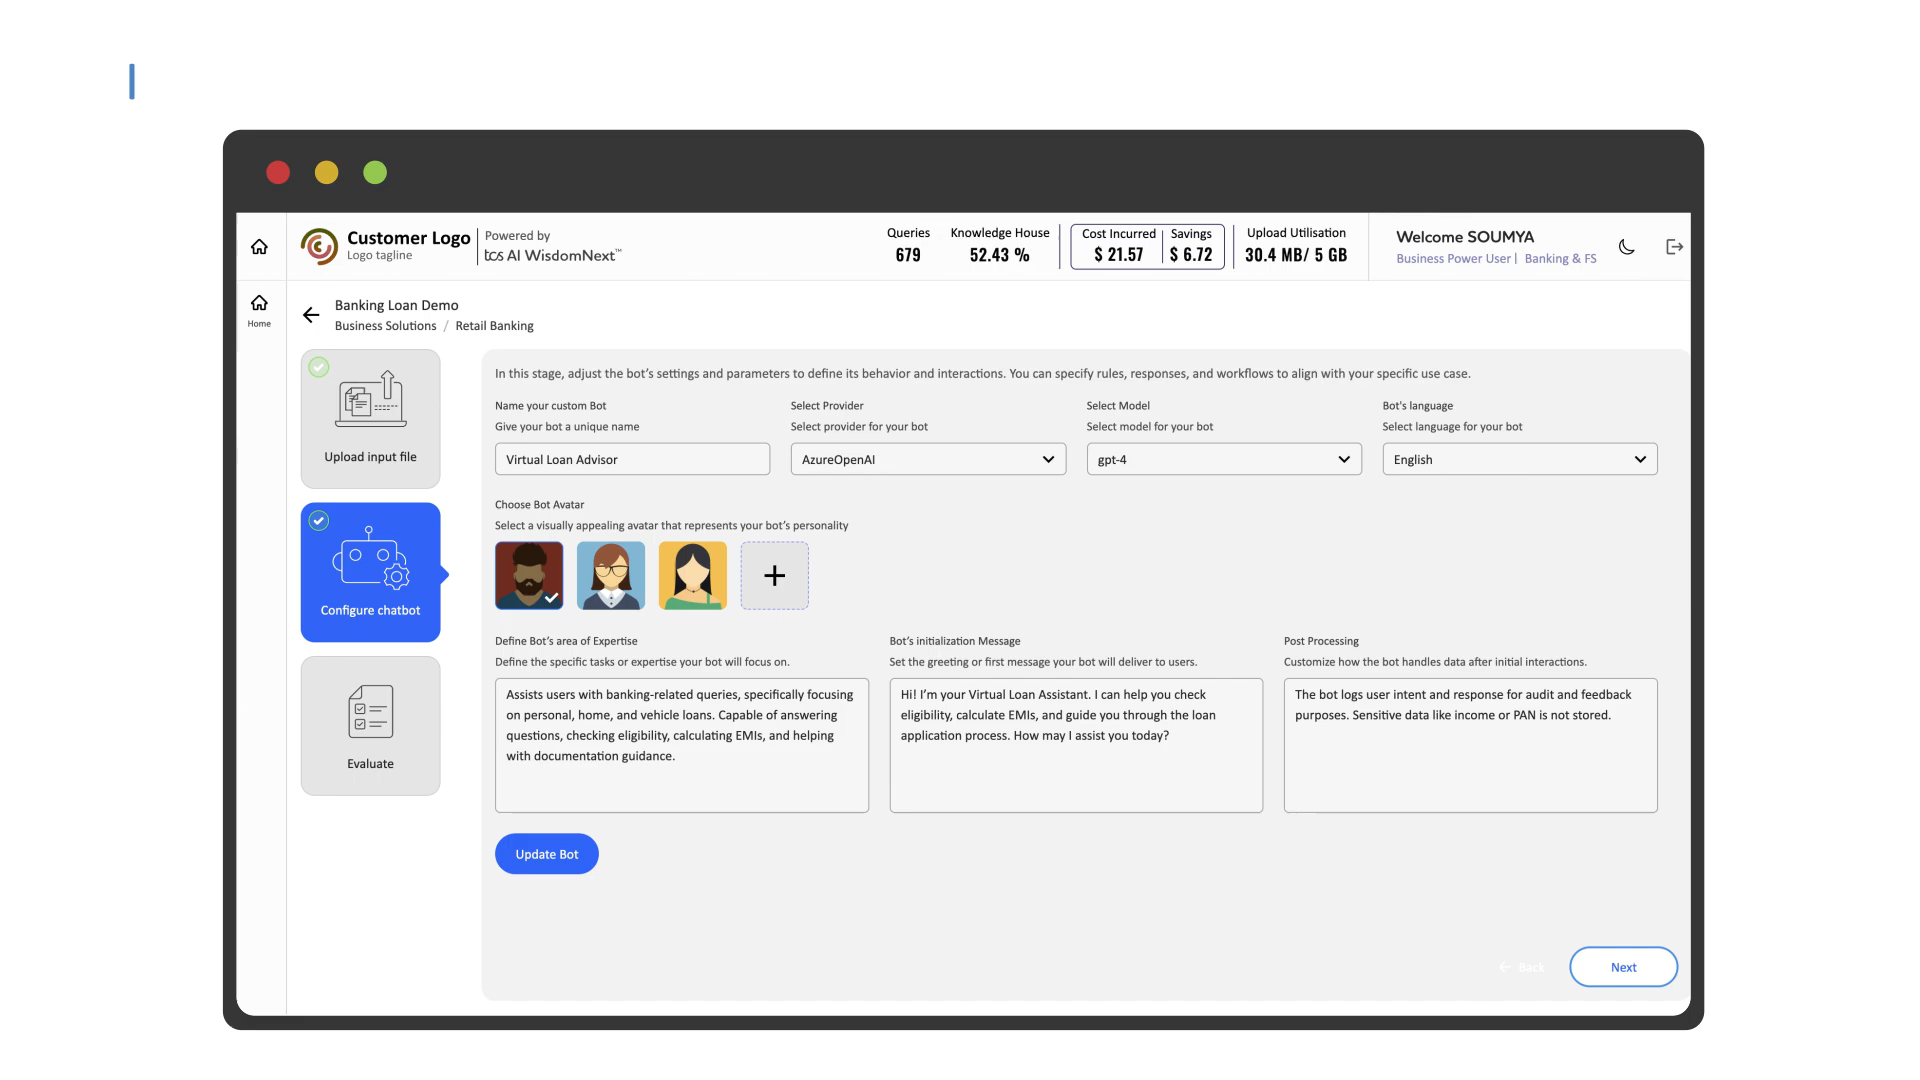 Customer Logo
Logo tagline
Powered by
tcs AI WisdomNext™
Queries
679
Knowledge House
52.43 %
Cost Incurred
$ 21.57
Savings
$ 6.72
Upload Utilisation
30.4 MB/ 5 GB
Welcome SOUMYA
Business Power User | Banking & FS
Home
Banking Loan Demo
Business Solutions / Retail Banking
Upload input file
Configure chatbot
Evaluate
In this stage, adjust the bot's settings and parameters to define its behavior and interactions. You can specify rules, responses, and workflows to align with your specific use case.
Name your custom Bot
Give your bot a unique name
Virtual Loan Advisor
Select Provider
Select provider for your bot
AzureOpenAI
Select Model
Select model for your bot
gpt-4
Bot's language
Select language for your bot
English
Choose Bot Avatar
Select a visually appealing avatar that represents your bot's personality
Define Bot's area of Expertise
Define the specific tasks or expertise your bot will focus on.
Assists users with banking-related queries, specifically focusing
on personal, home, and vehicle loans. Capable of answering
questions, checking eligibility, calculating EMIs, and helping
with documentation guidance.
Bot's initialization Message
Set the greeting or first message your bot will deliver to users.
Hi! I'm your Virtual Loan Assistant. I can help you check
eligibility, calculate EMIs, and guide you through the loan
application process. How may I assist you today?
Post Processing
Customize how the bot handles data after initial interactions.
The bot logs user intent and response for audit and feedback
purposes. Sensitive data like income or PAN is not stored.
Update Bot
Back
Next